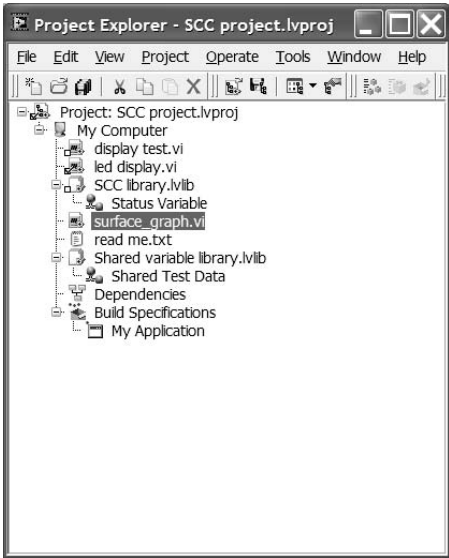 Project Explorer - SCC project.lvproj
File Edit View Project Operate Tools Window Help
Project: SCC project.lvproj
My Computer
display test.vi
led display.vi
SCC library.lvlib
Status Variable
surface_graph.vi
read me.txt
Shared variable library.lvlib
Shared Test Data
Dependencies
Build Specifications
My Application